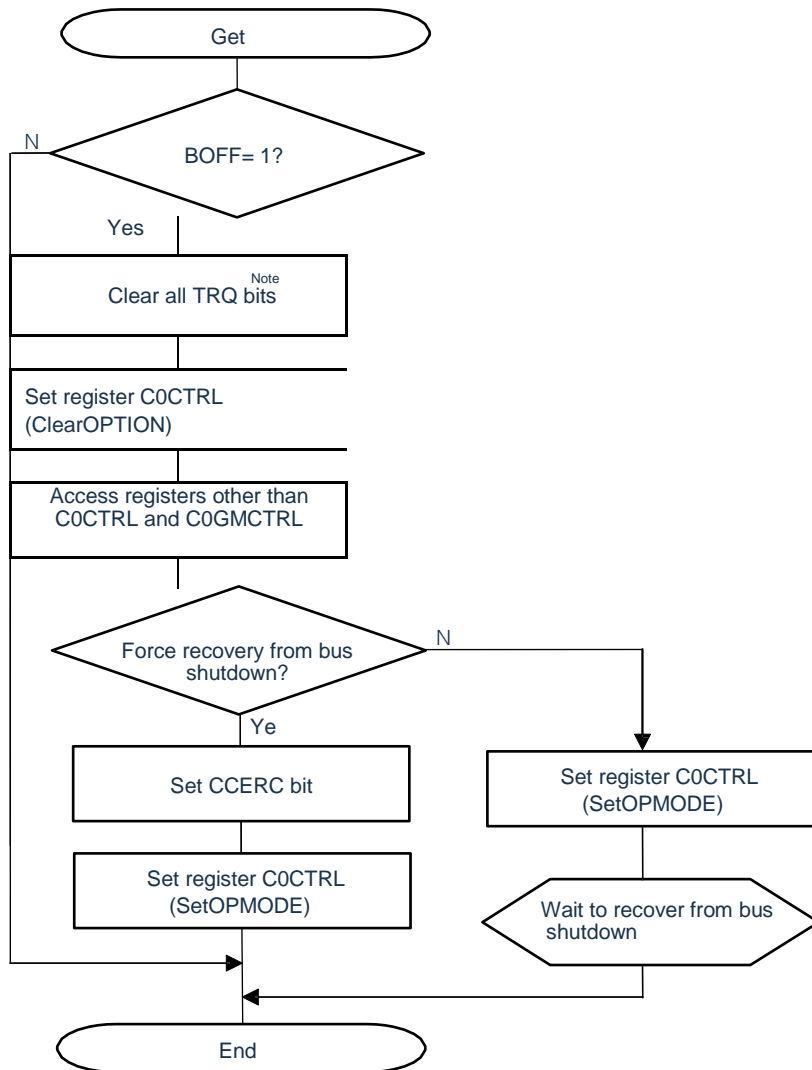 Get
N
BOFF= 1?
Yes
Note
Clear all TRQ bits
Set register C0CTRL
(ClearOPTION)
Access registers other than
C0CTRL and C0GMCTRL
N
Force recovery from bus
shutdown?
Ye
Set CCERC bit
Set register C0CTRL
(SetOPMODE)
Set register C0CTRL
(SetOPMODE)
Wait to recover from bus
shutdown
End